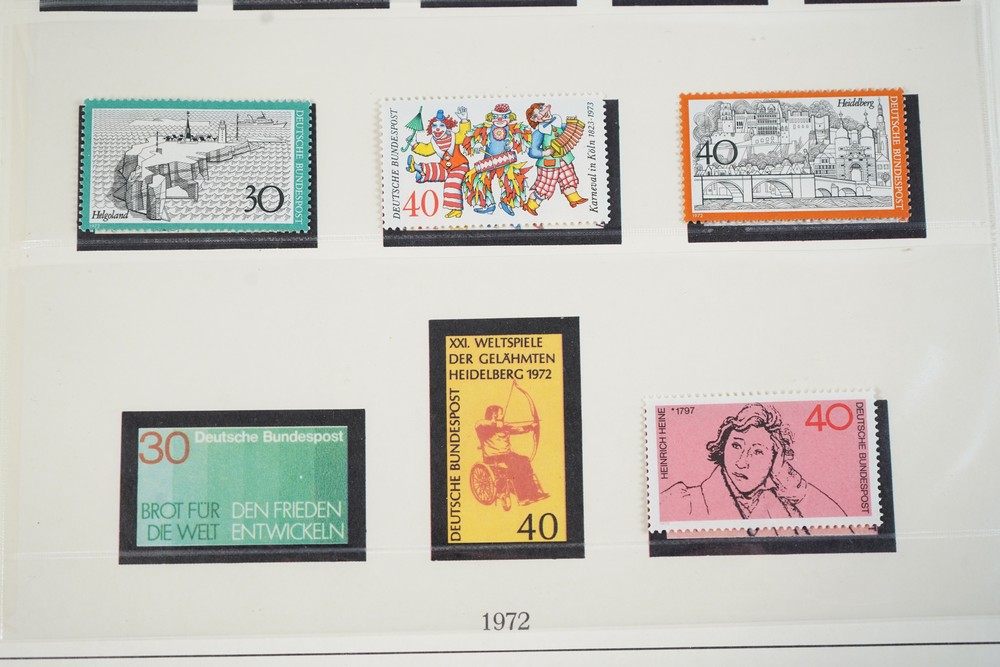 DEUTSCHE BUNDESPOST
30
Helgoland
DEUTSCHE BUNDESPOST
40
Karneval in Köln 1823-1973
Heidelberg
40
DEUTSCHE BUNDESPOST
1972
30 Deutsche Bundespost
BROT FÜR DEN FRIEDEN
DIE WELT ENTWICKELN
XXI. WELTSPIELE
DER GELÄHMTEN
HEIDELBERG 1972
DEUTSCHE BUNDESPOST
40
HEINRICH HEINE * 1797
40
DEUTSCHE BUNDESPOST
1972